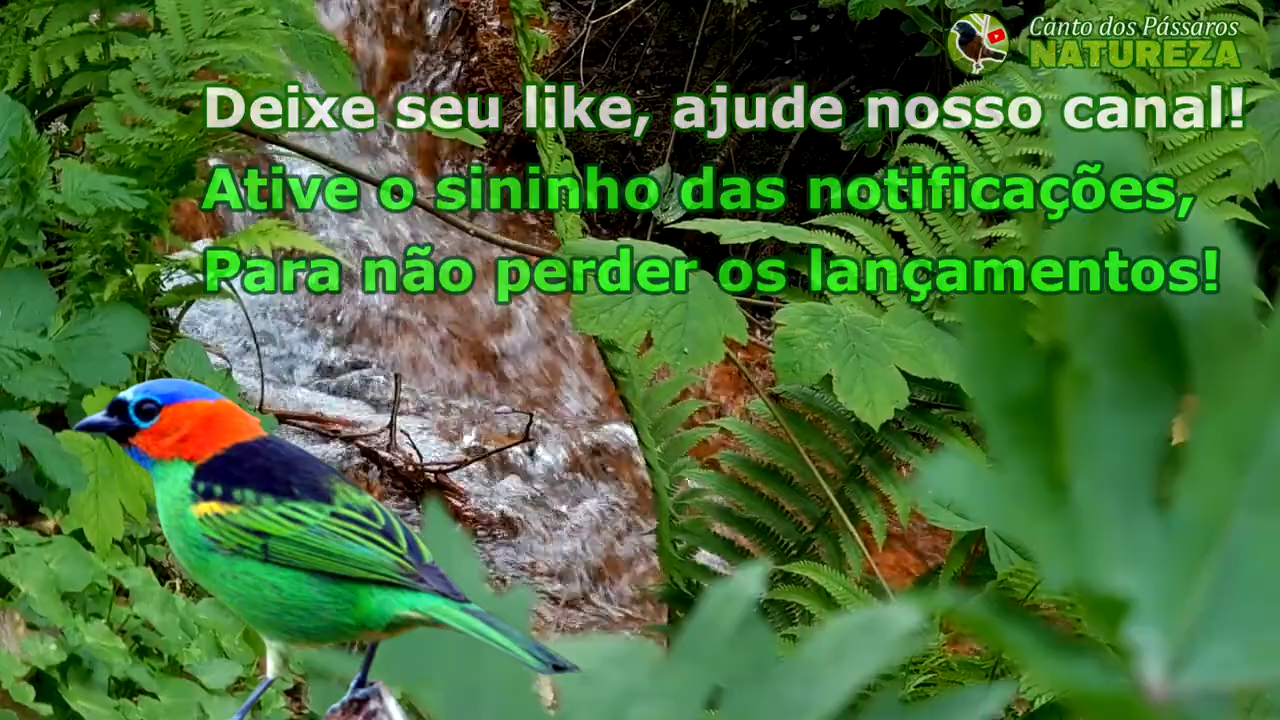 Canto dos Pássaros
NATUREZA
Deixe seu like, ajude nosso canal!
Ative o sininho das notificações,
Para não perder os lançamentos!